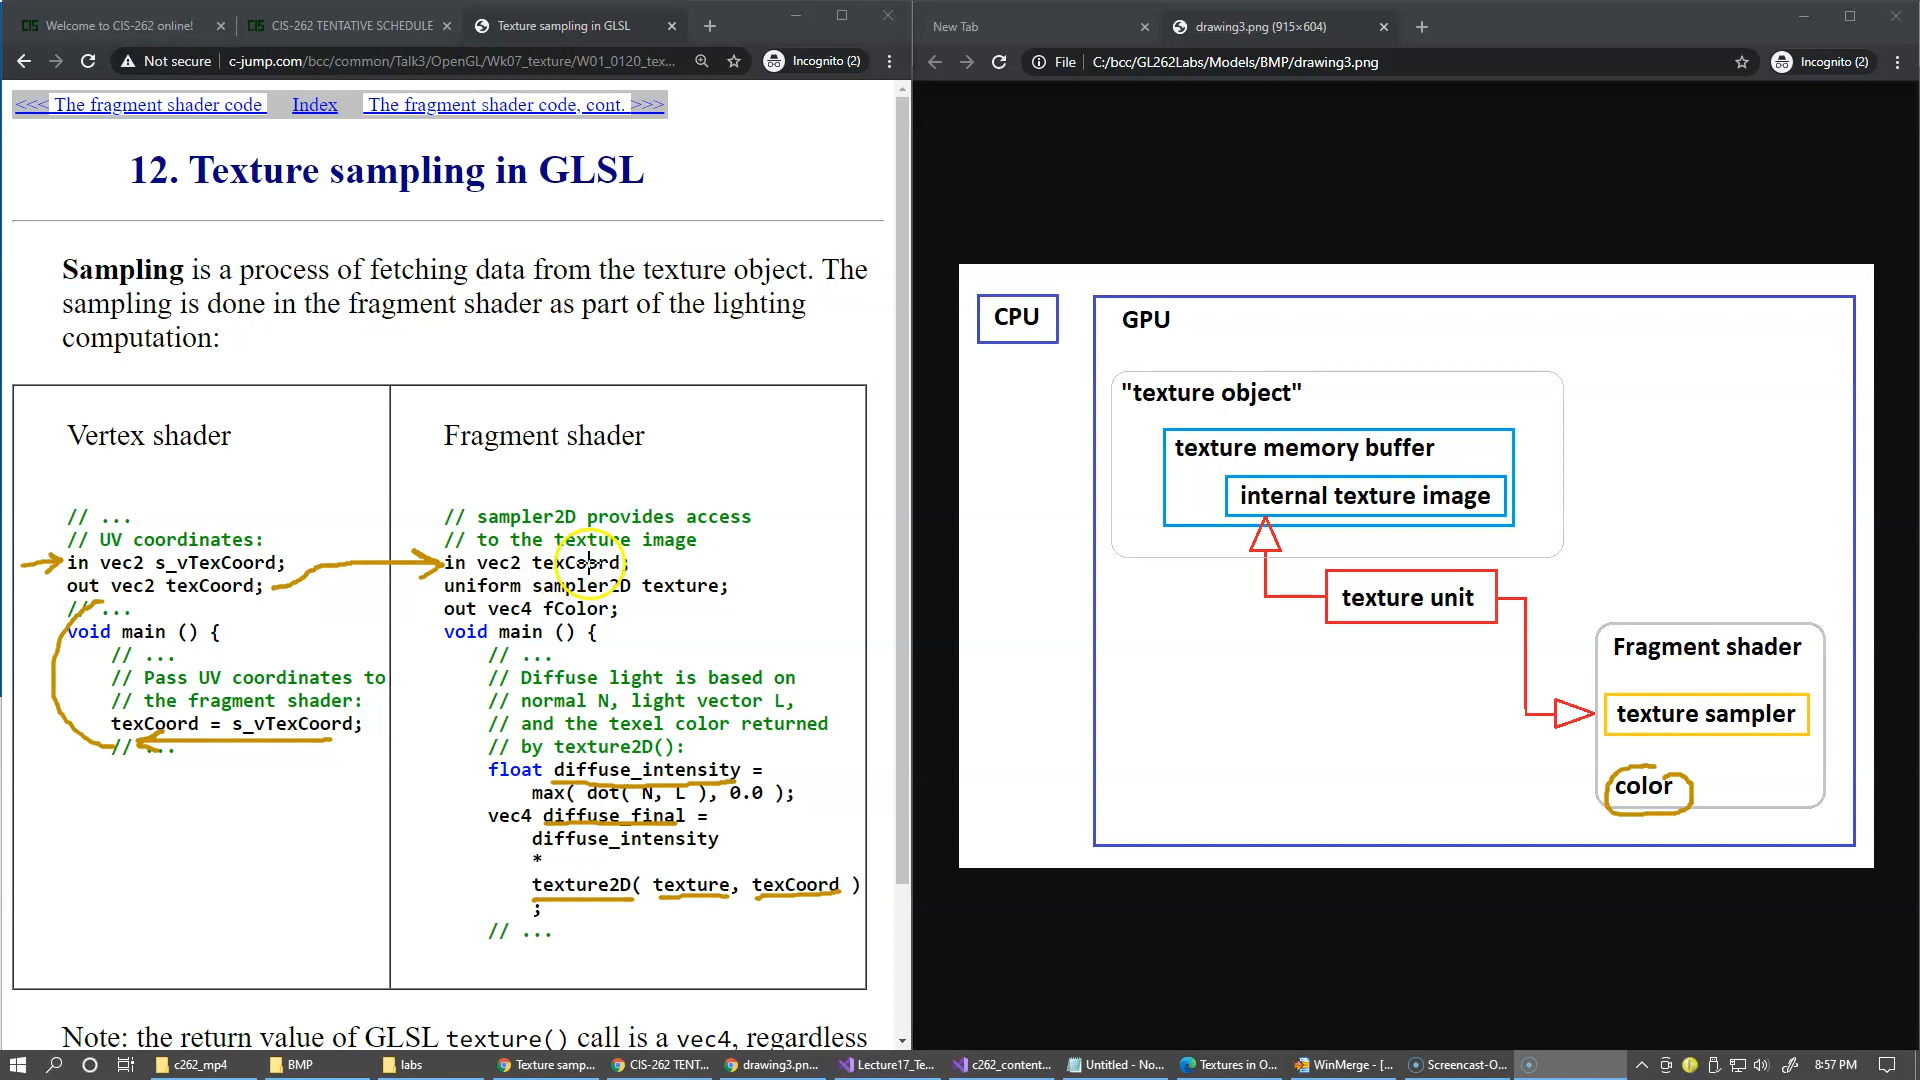 Welcome to CIS-262 online!
CIS-262 TENTATIVE SCHEDULE
Texture sampling in GLSL
Not secure
c-jump.com/bcc/common/Talk3/OpenGL/Wk07_texture/W01_0120_tex...
Incognito (2)
<<< The fragment shader code
Index
The fragment shader code, cont. >>>
12. Texture sampling in GLSL
Sampling is a process of fetching data from the texture object. The
sampling is done in the fragment shader as part of the lighting
computation:
Vertex shader
// ...
// UV coordinates:
in vec2 s_vTexCoord;
out vec2 texCoord;
// ...
void main () {
// ...
// Pass UV coordinates to
// the fragment shader:
texCoord = s_vTexCoord;
// ...
Fragment shader
// sampler2D provides access
// to the texture image
in vec2 texCoord;
uniform sampler2D texture;
out vec4 fColor;
void main () {
// ...
// Diffuse light is based on
// normal N, light vector L,
// and the texel color returned
// by texture2D():
float diffuse_intensity =
max( dot( N, L ), 0.0 );
vec4 diffuse_final =
diffuse_intensity
*
texture2D( texture, texCoord )
;
// ...
Note: the return value of GLSL texture() call is a vec4, regardless
New Tab
drawing3.png (915×604)
File
C:/bcc/GL262Labs/Models/BMP/drawing3.png
Incognito (2)
CPU
GPU
"texture object"
texture memory buffer
internal texture image
texture unit
Fragment shader
texture sampler
color
c262_mp4
BMP
labs
Texture samp...
CIS-262 TENT...
drawing3.pn...
Lecture17_Te...
c262_content...
Untitled - No...
Textures in O...
WinMerge - [...
Screencast-O...
8:57 PM